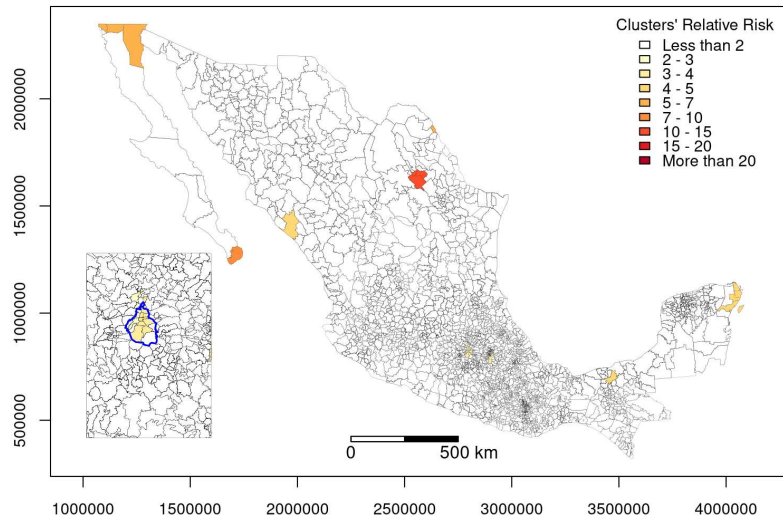 Clusters' Relative Risk
Less than 2
2 - 3
3 - 4
4 - 5
5 - 7
7 - 10
10 - 15
15 - 20
More than 20
2000000
1500000
1000000
500000
0 500 km
1000000 1500000 2000000 2500000 3000000 3500000 4000000